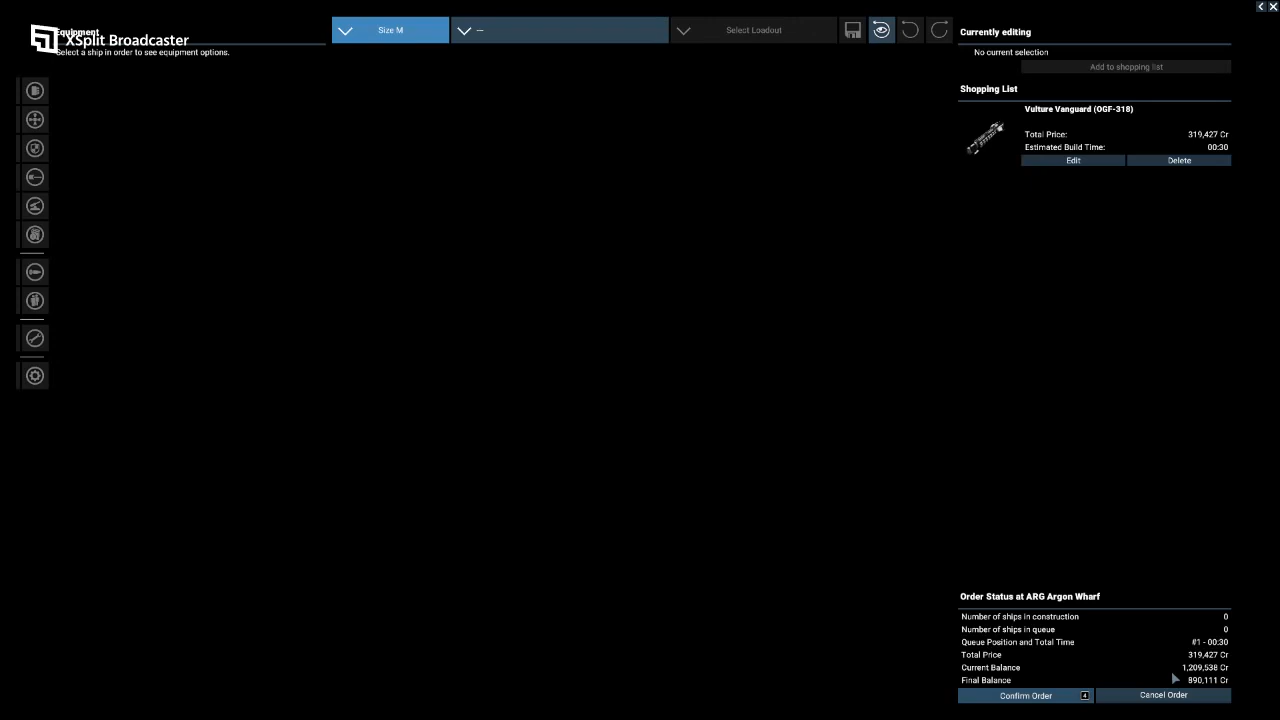 Equipment
XSplit Broadcaster
Select a ship in order to see equipment options.
Size M
--
Select Loadout
Currently editing
No current selection
Add to shopping list
Shopping List
Vulture Vanguard (OGF-318)
Total Price: 319,427 Cr
Estimated Build Time: 00:30
Edit Delete
Order Status at ARG Argon Wharf
Number of ships in construction 0
Number of ships in queue 0
Queue Position and Total Time #1 - 00:30
Total Price 319,427 Cr
Current Balance 1,209,538 Cr
Final Balance 890,111 Cr
Confirm Order 4 Cancel Order